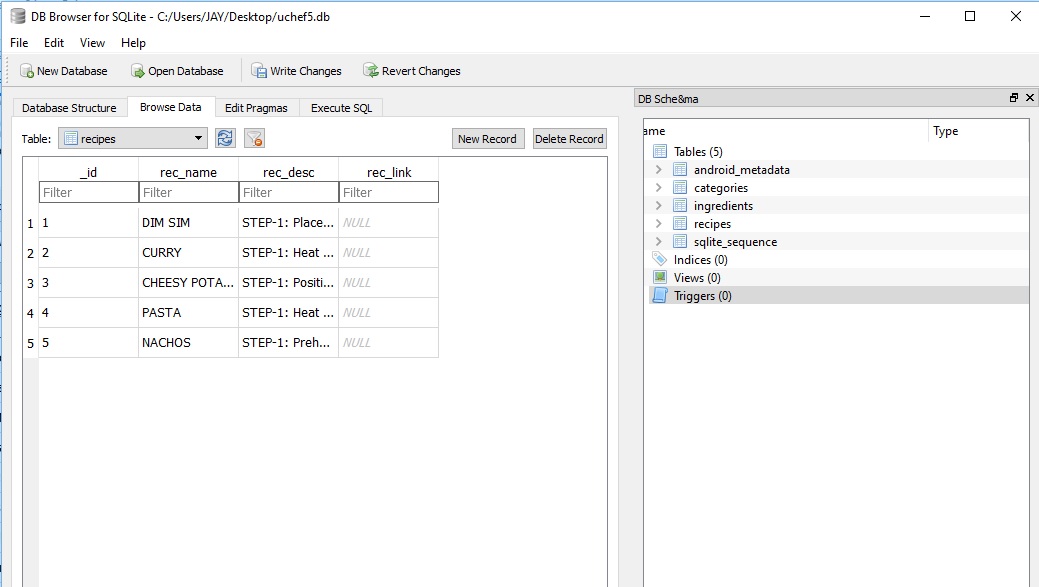 DB Browser for SQLite - C:/Users/JAY/Desktop/uchef5.db
File Edit View Help
New Database Open Database Write Changes Revert Changes
Database Structure Browse Data Edit Pragmas Execute SQL
Table: recipes New Record Delete Record
_id rec_name rec_desc rec_link
Filter Filter Filter Filter
1 1 DIM SIM STEP-1: Place... NULL
2 2 CURRY STEP-1: Heat ... NULL
3 3 CHEESY POTA... STEP-1: Positi... NULL
4 4 PASTA STEP-1: Heat ... NULL
5 5 NACHOS STEP-1: Preh... NULL
DB Sche&ma
ame Type
Tables (5)
android_metadata
categories
ingredients
recipes
sqlite_sequence
Indices (0)
Views (0)
Triggers (0)